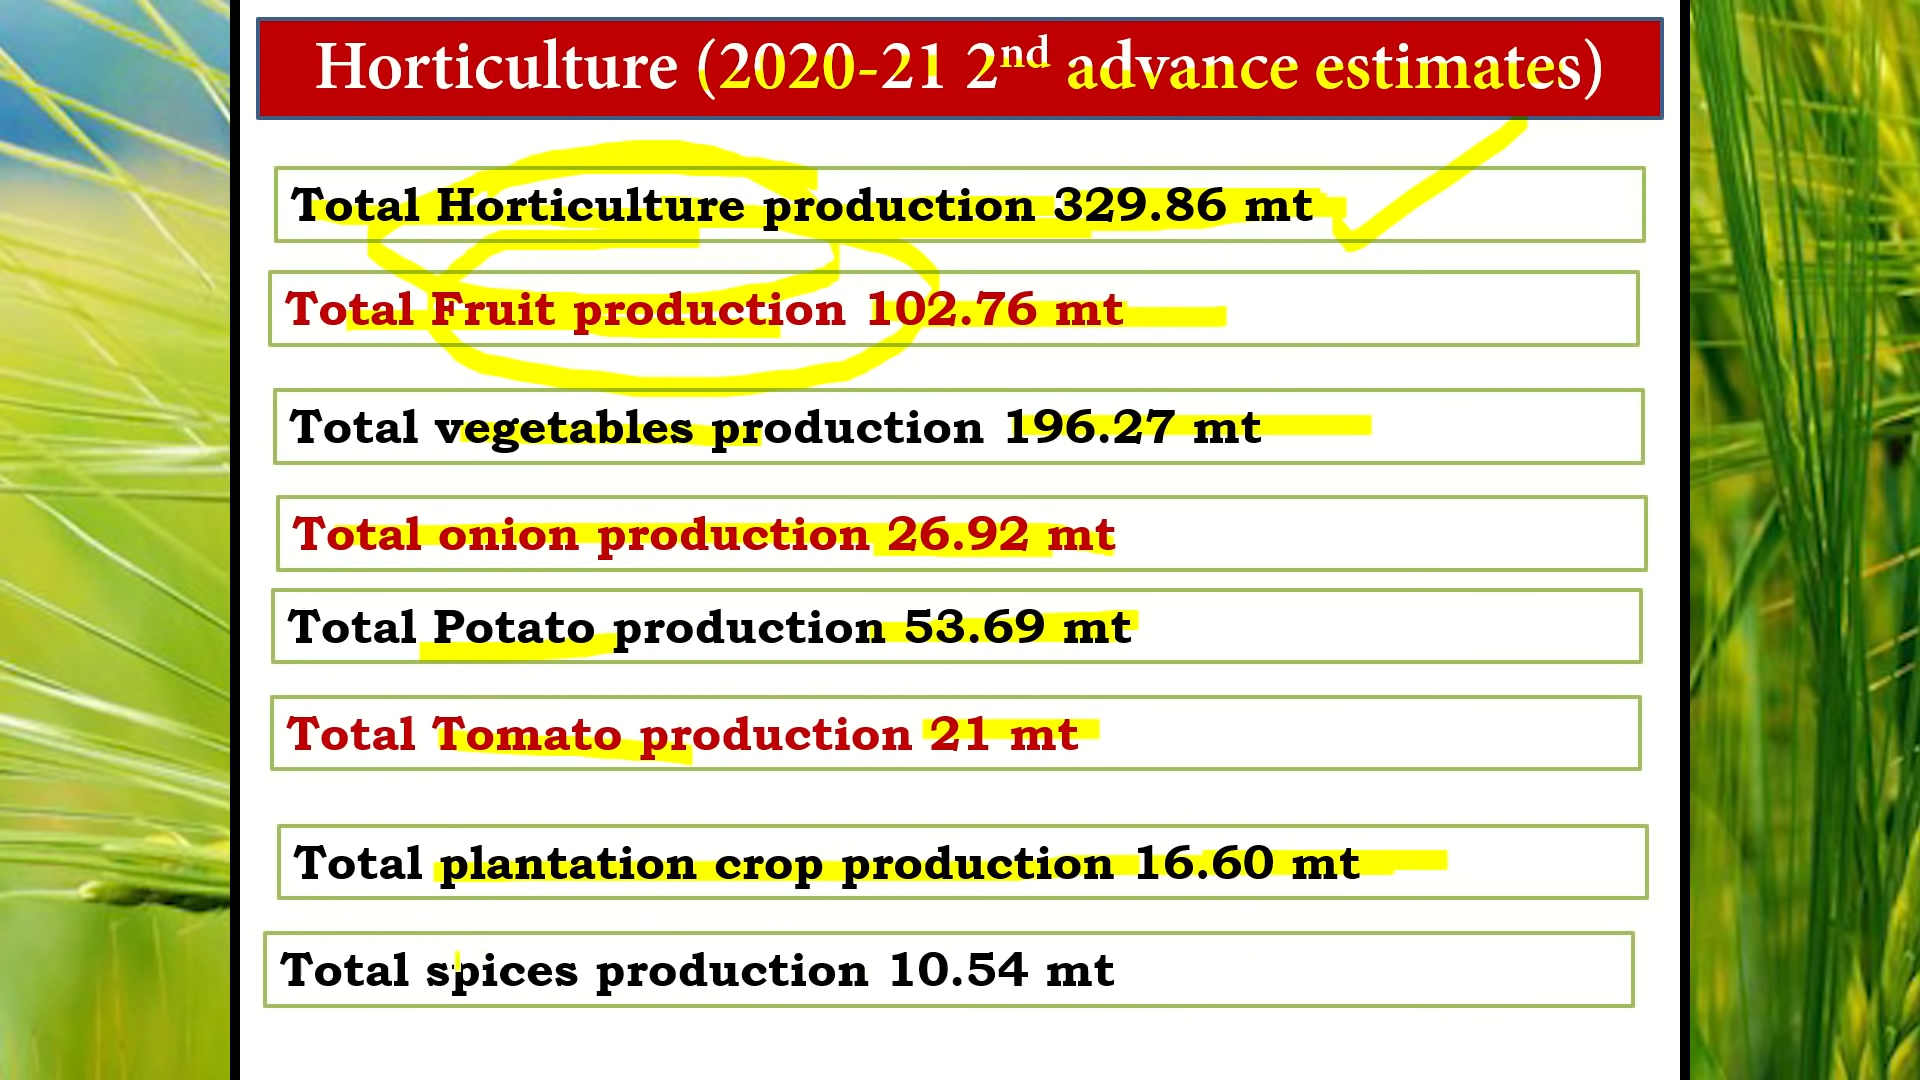 Horticulture (2020-21 2nd advance estimates)
Total Horticulture production 329.86 mt
Total Fruit production 102.76 mt
Total vegetables production 196.27 mt
Total onion production 26.92 mt
Total Potato production 53.69 mt
Total Tomato production 21 mt
Total plantation crop production 16.60 mt
Total spices production 10.54 mt